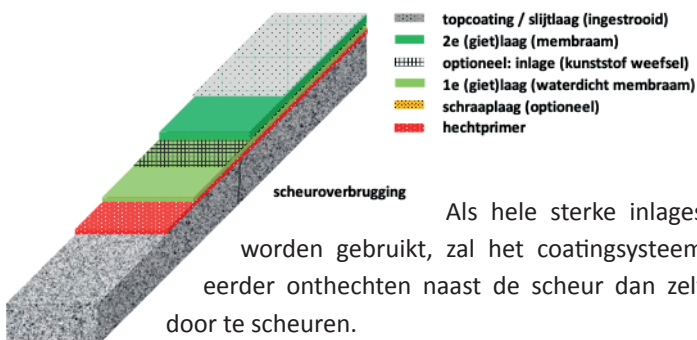 topcoating / slijtlaag (ingestrooid)
2e (giet)laag (membraam)
optioneel: inlage (kunststof weefsel)
1e (giet)laag (waterdicht membraam)
schraaplaag (optioneel)
hechtprimer
scheuroverbrugging
Als hele sterke inlages
worden gebruikt, zal het coatingsysteem
eerder onthechten naast de scheur dan zelf
door te scheuren.